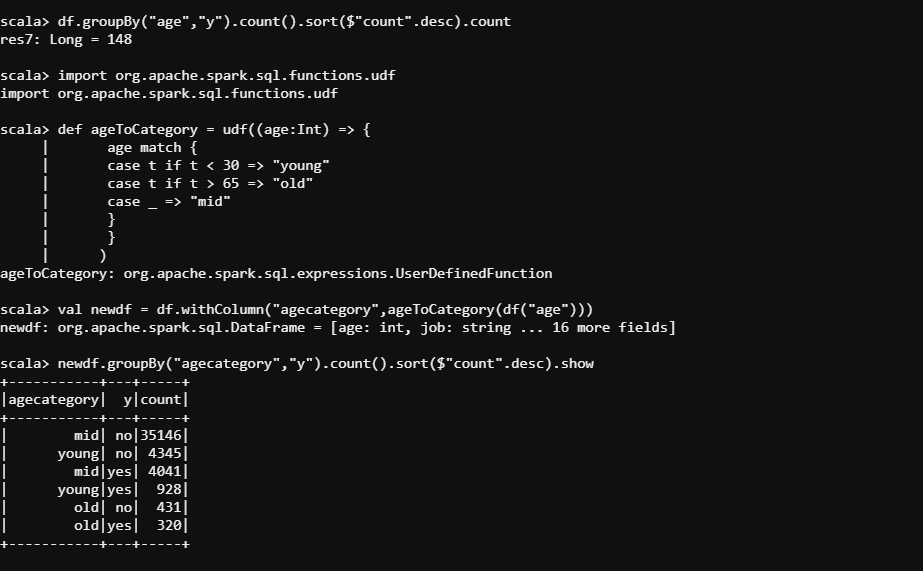 scala> df.groupBy("age","y").count().sort($"count".desc).count
res7: Long = 148
scala> import org.apache.spark.sql.functions.udf
import org.apache.spark.sql.functions.udf
scala> def ageToCategory = udf((age:Int) => {
     |       age match {
     |       case t if t < 30 => "young"
     |       case t if t > 65 => "old"
     |       case _ => "mid"
     |       }
     |       }
     |      )
ageToCategory: org.apache.spark.sql.expressions.UserDefinedFunction
scala> val newdf = df.withColumn("agecategory",ageToCategory(df("age")))
newdf: org.apache.spark.sql.DataFrame = [age: int, job: string ... 16 more fields]
scala> newdf.groupBy("agecategory","y").count().sort($"count".desc).show
+-----------+---+-----+
|agecategory|  y|count|
+-----------+---+-----+
|        mid| no|35146|
|      young| no| 4345|
|        mid|yes| 4041|
|      young|yes|  928|
|        old| no|  431|
|        old|yes|  320|
+-----------+---+-----+